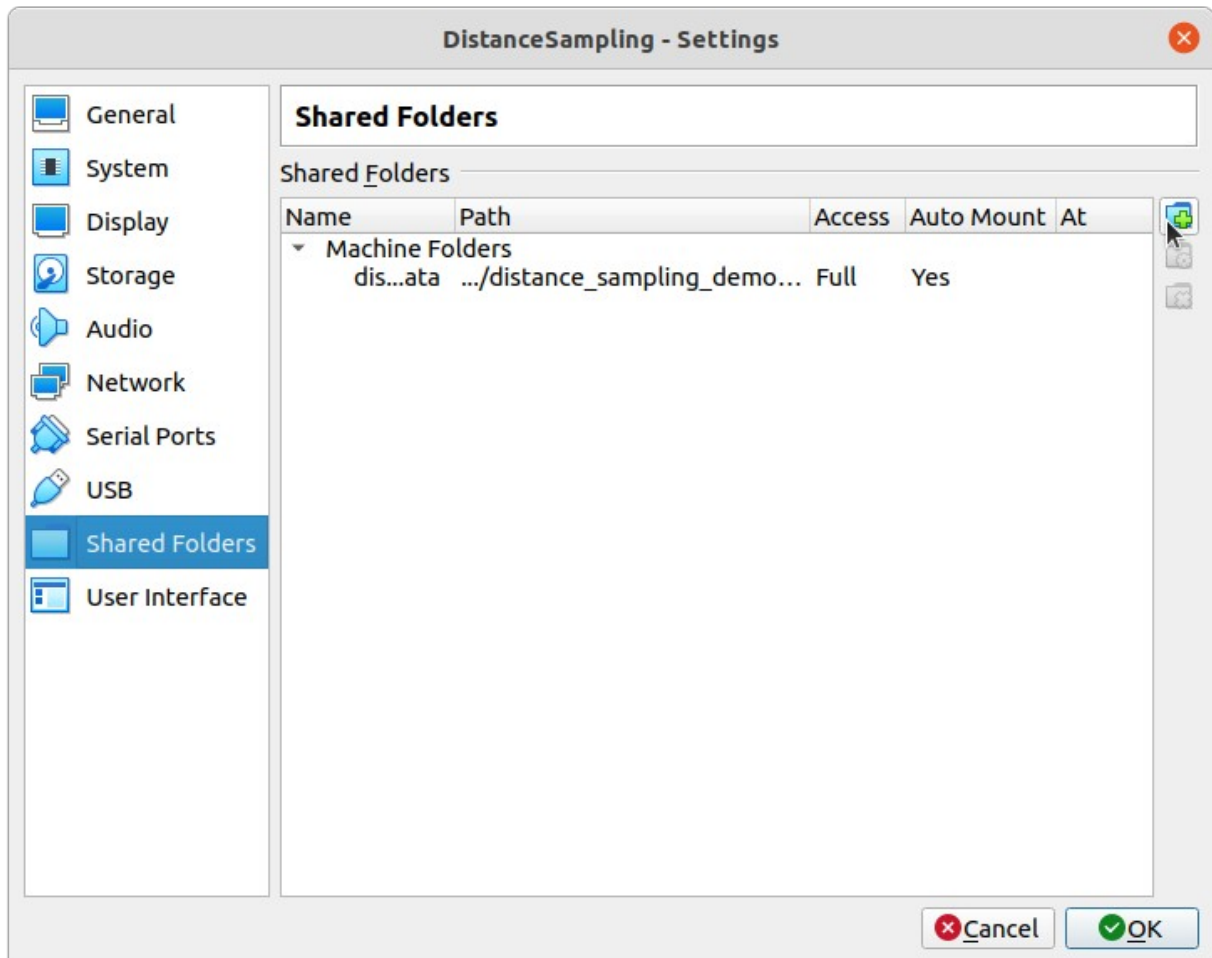 DistanceSampling - Settings
General
System
Display
Storage
Audio
Network
Serial Ports
USB
Shared Folders
User Interface
Shared Folders
Shared Folders
Name Path Access Auto Mount At
Machine Folders
dis...ata .../distance_sampling_demo... Full Yes
Cancel OK